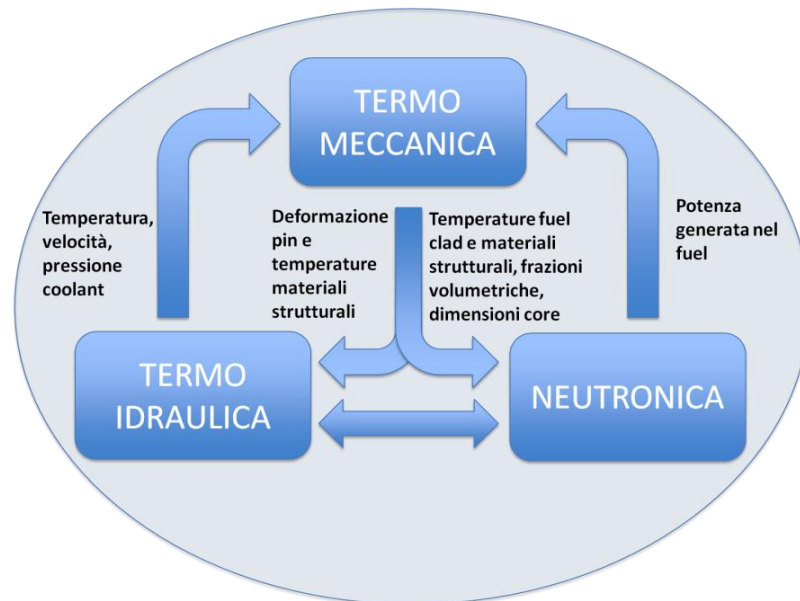 TERMO
MECCANICA
Temperatura,
velocità,
pressione
coolant
Deformazione
pin e
temperature
materiali
strutturali
Temperature fuel
clad e materiali
strutturali, frazioni
volumetriche,
dimensioni core
Potenza
generata nel
fuel
TERMO
IDRAULICA
NEUTRONICA